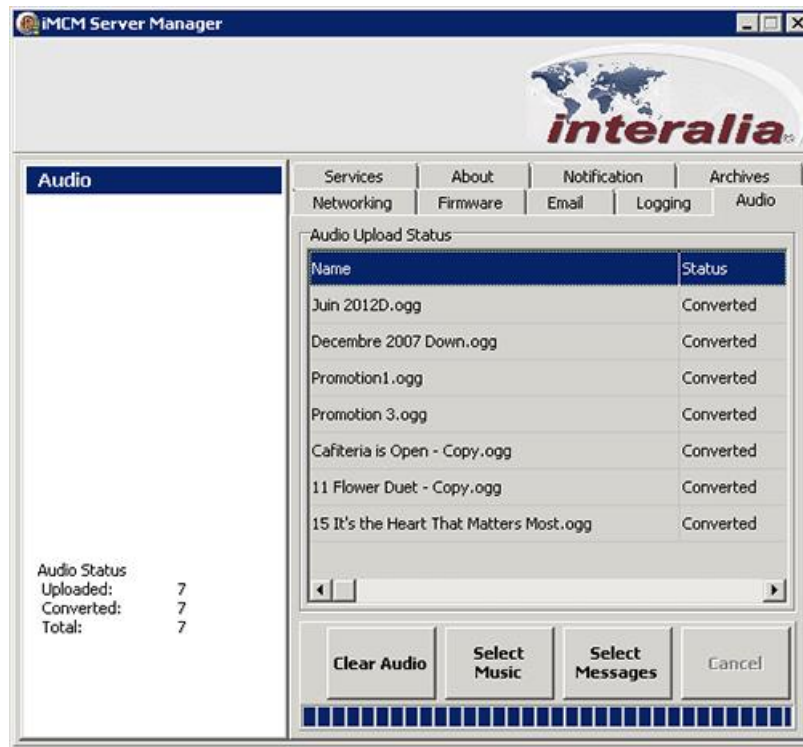 iMCM Server Manager
interalia
Audio
Services About Notification Archives
Networking Firmware Email Logging Audio
Audio Upload Status
Name Status
Juin 2012D.ogg Converted
Decembre 2007 Down.ogg Converted
Promotion1.ogg Converted
Promotion 3.ogg Converted
Cafiteria is Open - Copy.ogg Converted
11 Flower Duet - Copy.ogg Converted
15 It's the Heart That Matters Most.ogg Converted
Audio Status
Uploaded: 7
Converted: 7
Total: 7
Clear Audio
Select Music
Select Messages
Cancel